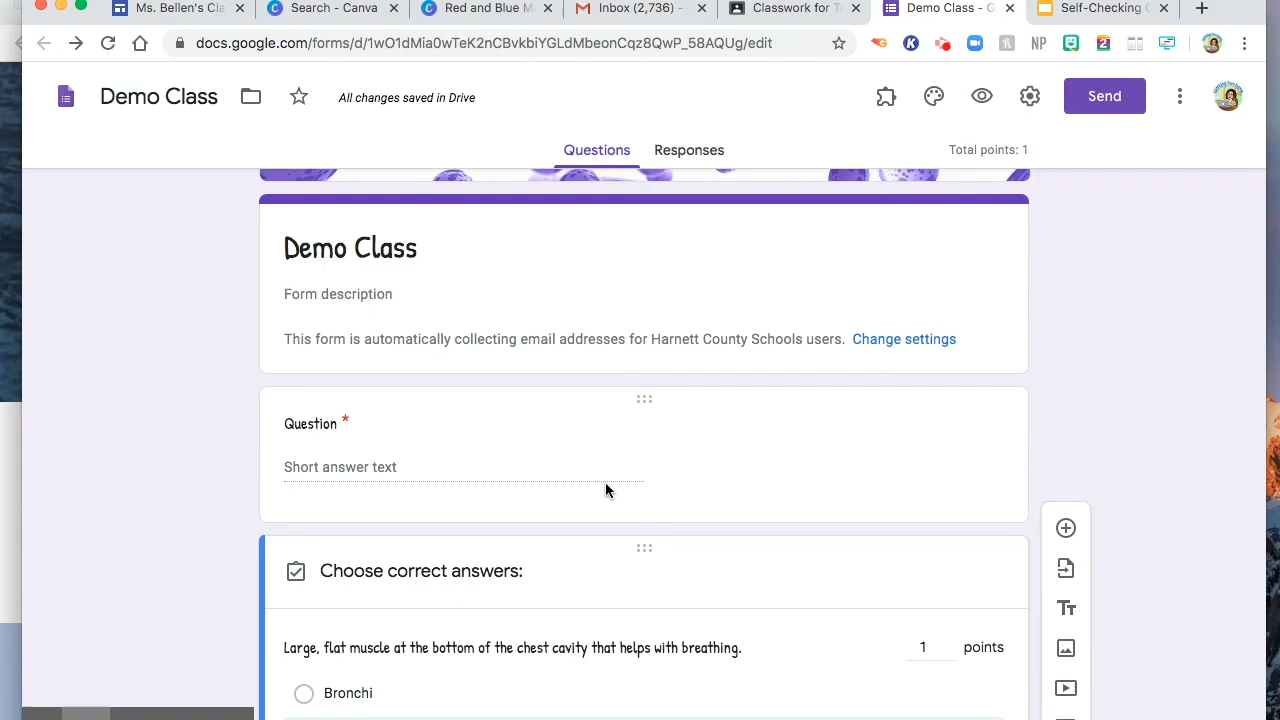 Ms. Bellen's Cla
Search - Canva
Red and Blue M
Inbox (2,736) -
Classwork for T
Demo Class - G
Self-Checking
docs.google.com/forms/d/1wO1dMia0wTeK2nCBvkbiYGLdMbeonCqz8QwP_58AQUg/edit
NP
Demo Class
All changes saved in Drive
Send
Questions
Responses
Total points: 1
Demo Class
Form description
This form is automatically collecting email addresses for Harnett County Schools users. Change settings
Question *
Short answer text
Choose correct answers:
Large, flat muscle at the bottom of the chest cavity that helps with breathing.
1 points
Bronchi